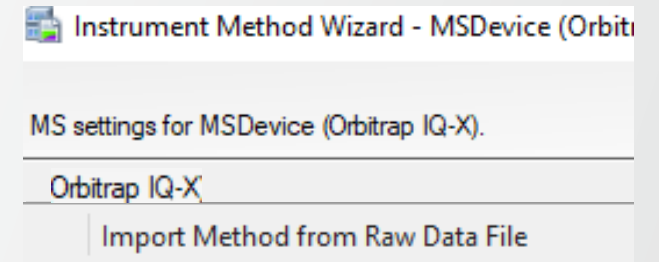 Instrument Method Wizard - MSDevice (Orbitr
MS settings for MSDevice (Orbitrap IQ-X).
Orbitrap IQ-X
Import Method from Raw Data File